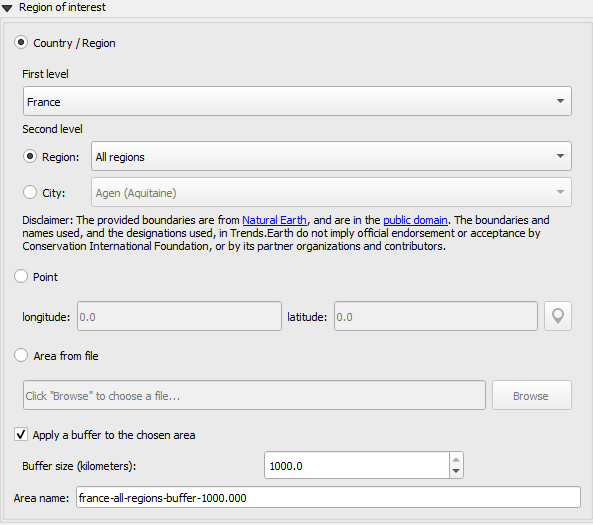 Region of interest
Country / Region
First level
France
Second level
Region: All regions
City: Agen (Aquitaine)
Disclaimer: The provided boundaries are from Natural Earth, and are in the public domain. The boundaries and
names used, and the designations used, in Trends.Earth do not imply official endorsement or acceptance by
Conservation International Foundation, or by its partner organizations and contributors.
Point
longitude: 0.0 latitude: 0.0
Area from file
Click "Browse" to choose a file... Browse
Apply a buffer to the chosen area
Buffer size (kilometers): 1000.0
Area name: france-all-regions-buffer-1000.000